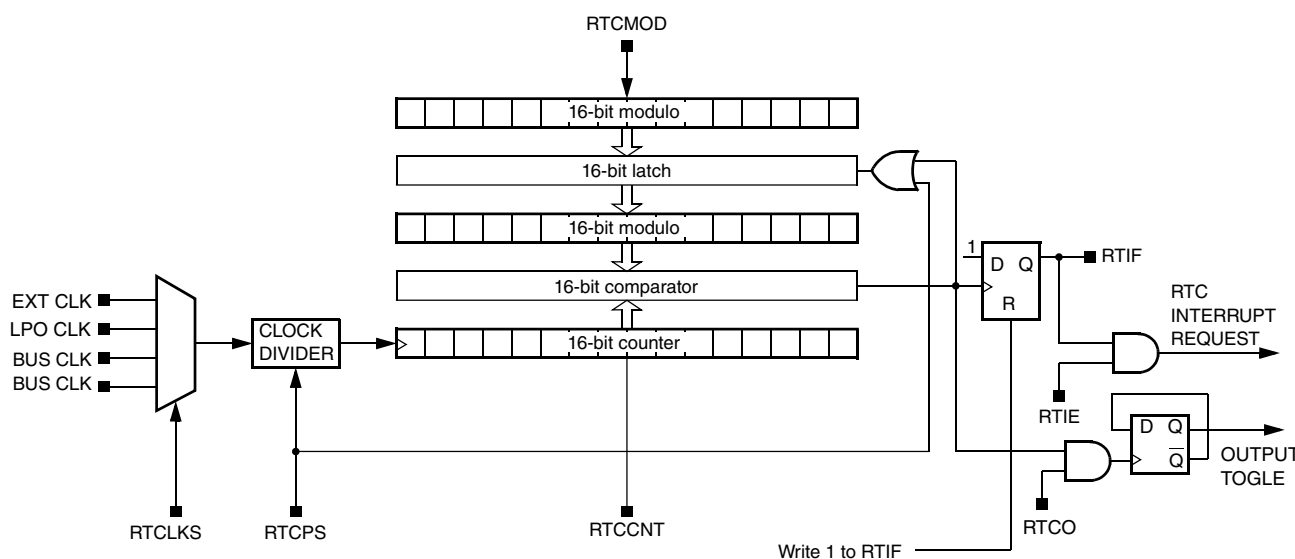 RTCMOD
16-bit modulo
16-bit latch
16-bit modulo
16-bit comparator
16-bit counter
EXT CLK
LPO CLK
BUS CLK
BUS CLK
CLOCK
DIVIDER
1
D Q
R
RTIF
RTC
INTERRUPT
REQUEST
RTIE
D Q
Q
OUTPUT
TOGLE
RTCLKS
RTCPS
RTCCNT
RTCO
Write 1 to RTIF